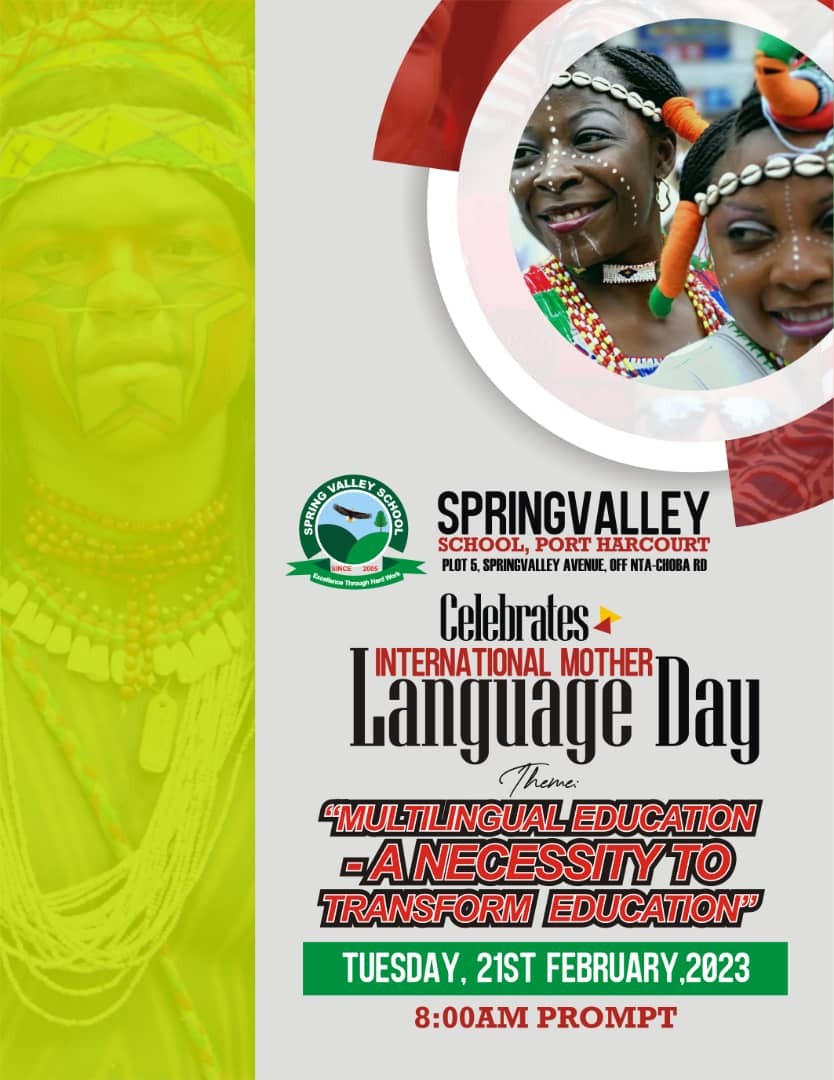 SPRING VALLEY SCHOOL
SINCE 2005
Excellence Through Hard Work
SPRINGVALLEY
SCHOOL, PORT HARCOURT
PLOT 5, SPRINGVALLEY AVENUE, OFF NTA-CHOBA RD
Celebrates
INTERNATIONAL MOTHER
Language Day
Theme:
“MULTILINGUAL EDUCATION
- A NECESSITY TO
TRANSFORM EDUCATION”
TUESDAY, 21ST FEBRUARY,2023
8:00AM PROMPT